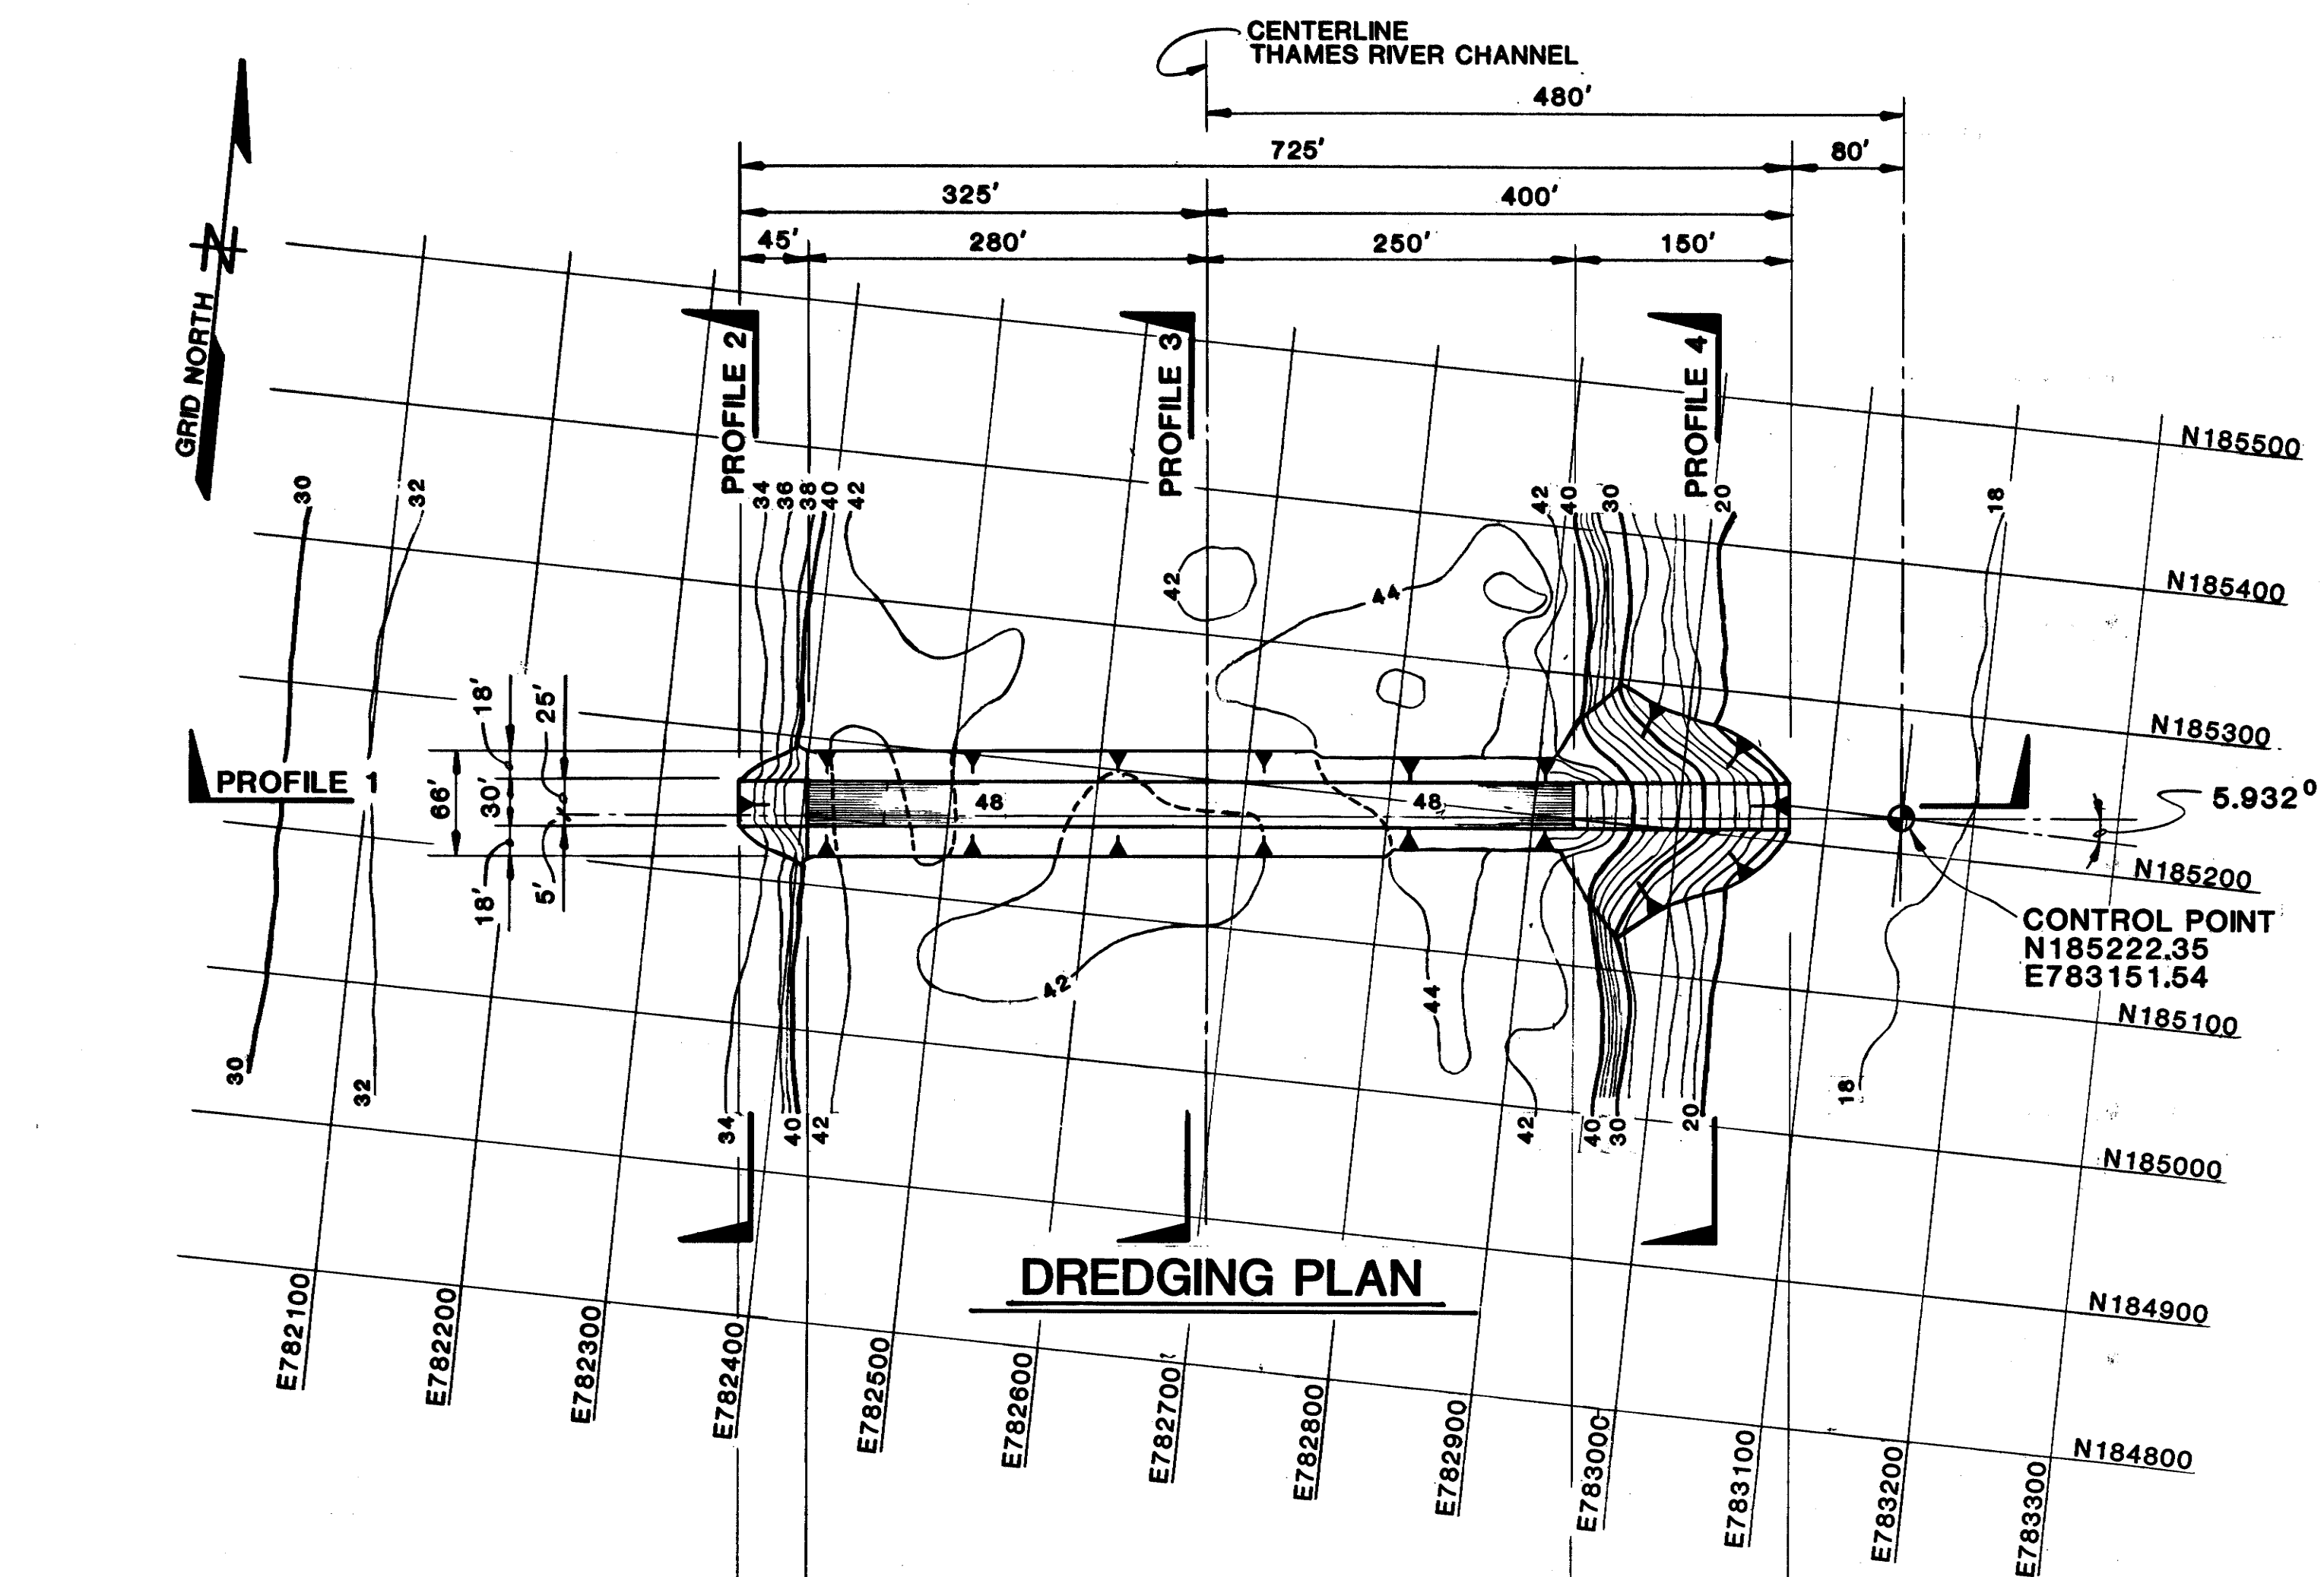 CENTERLINE
THAMES RIVER CHANNEL
480'
725'
80'
325'
400'
45'
280'
250'
150'
GRID NORTH
N
PROFILE 2
PROFILE 3
PROFILE 4
N185500
30
32
34
36
38
40
42
42
40
30
20
18
42
44
N185400
N185300
18'
25'
PROFILE 1
66'
30'
48
48
5.932°
18'
5'
N185200
CONTROL POINT
N185222.35
E783151.54
42
44
N185100
30
32
34
40
42
42
40
30
20
18
N185000
DREDGING PLAN
N184900
N184800
E782100
E782200
E782300
E782400
E782500
E782600
E782700
E782800
E782900
E783000
E783100
E783200
E783300